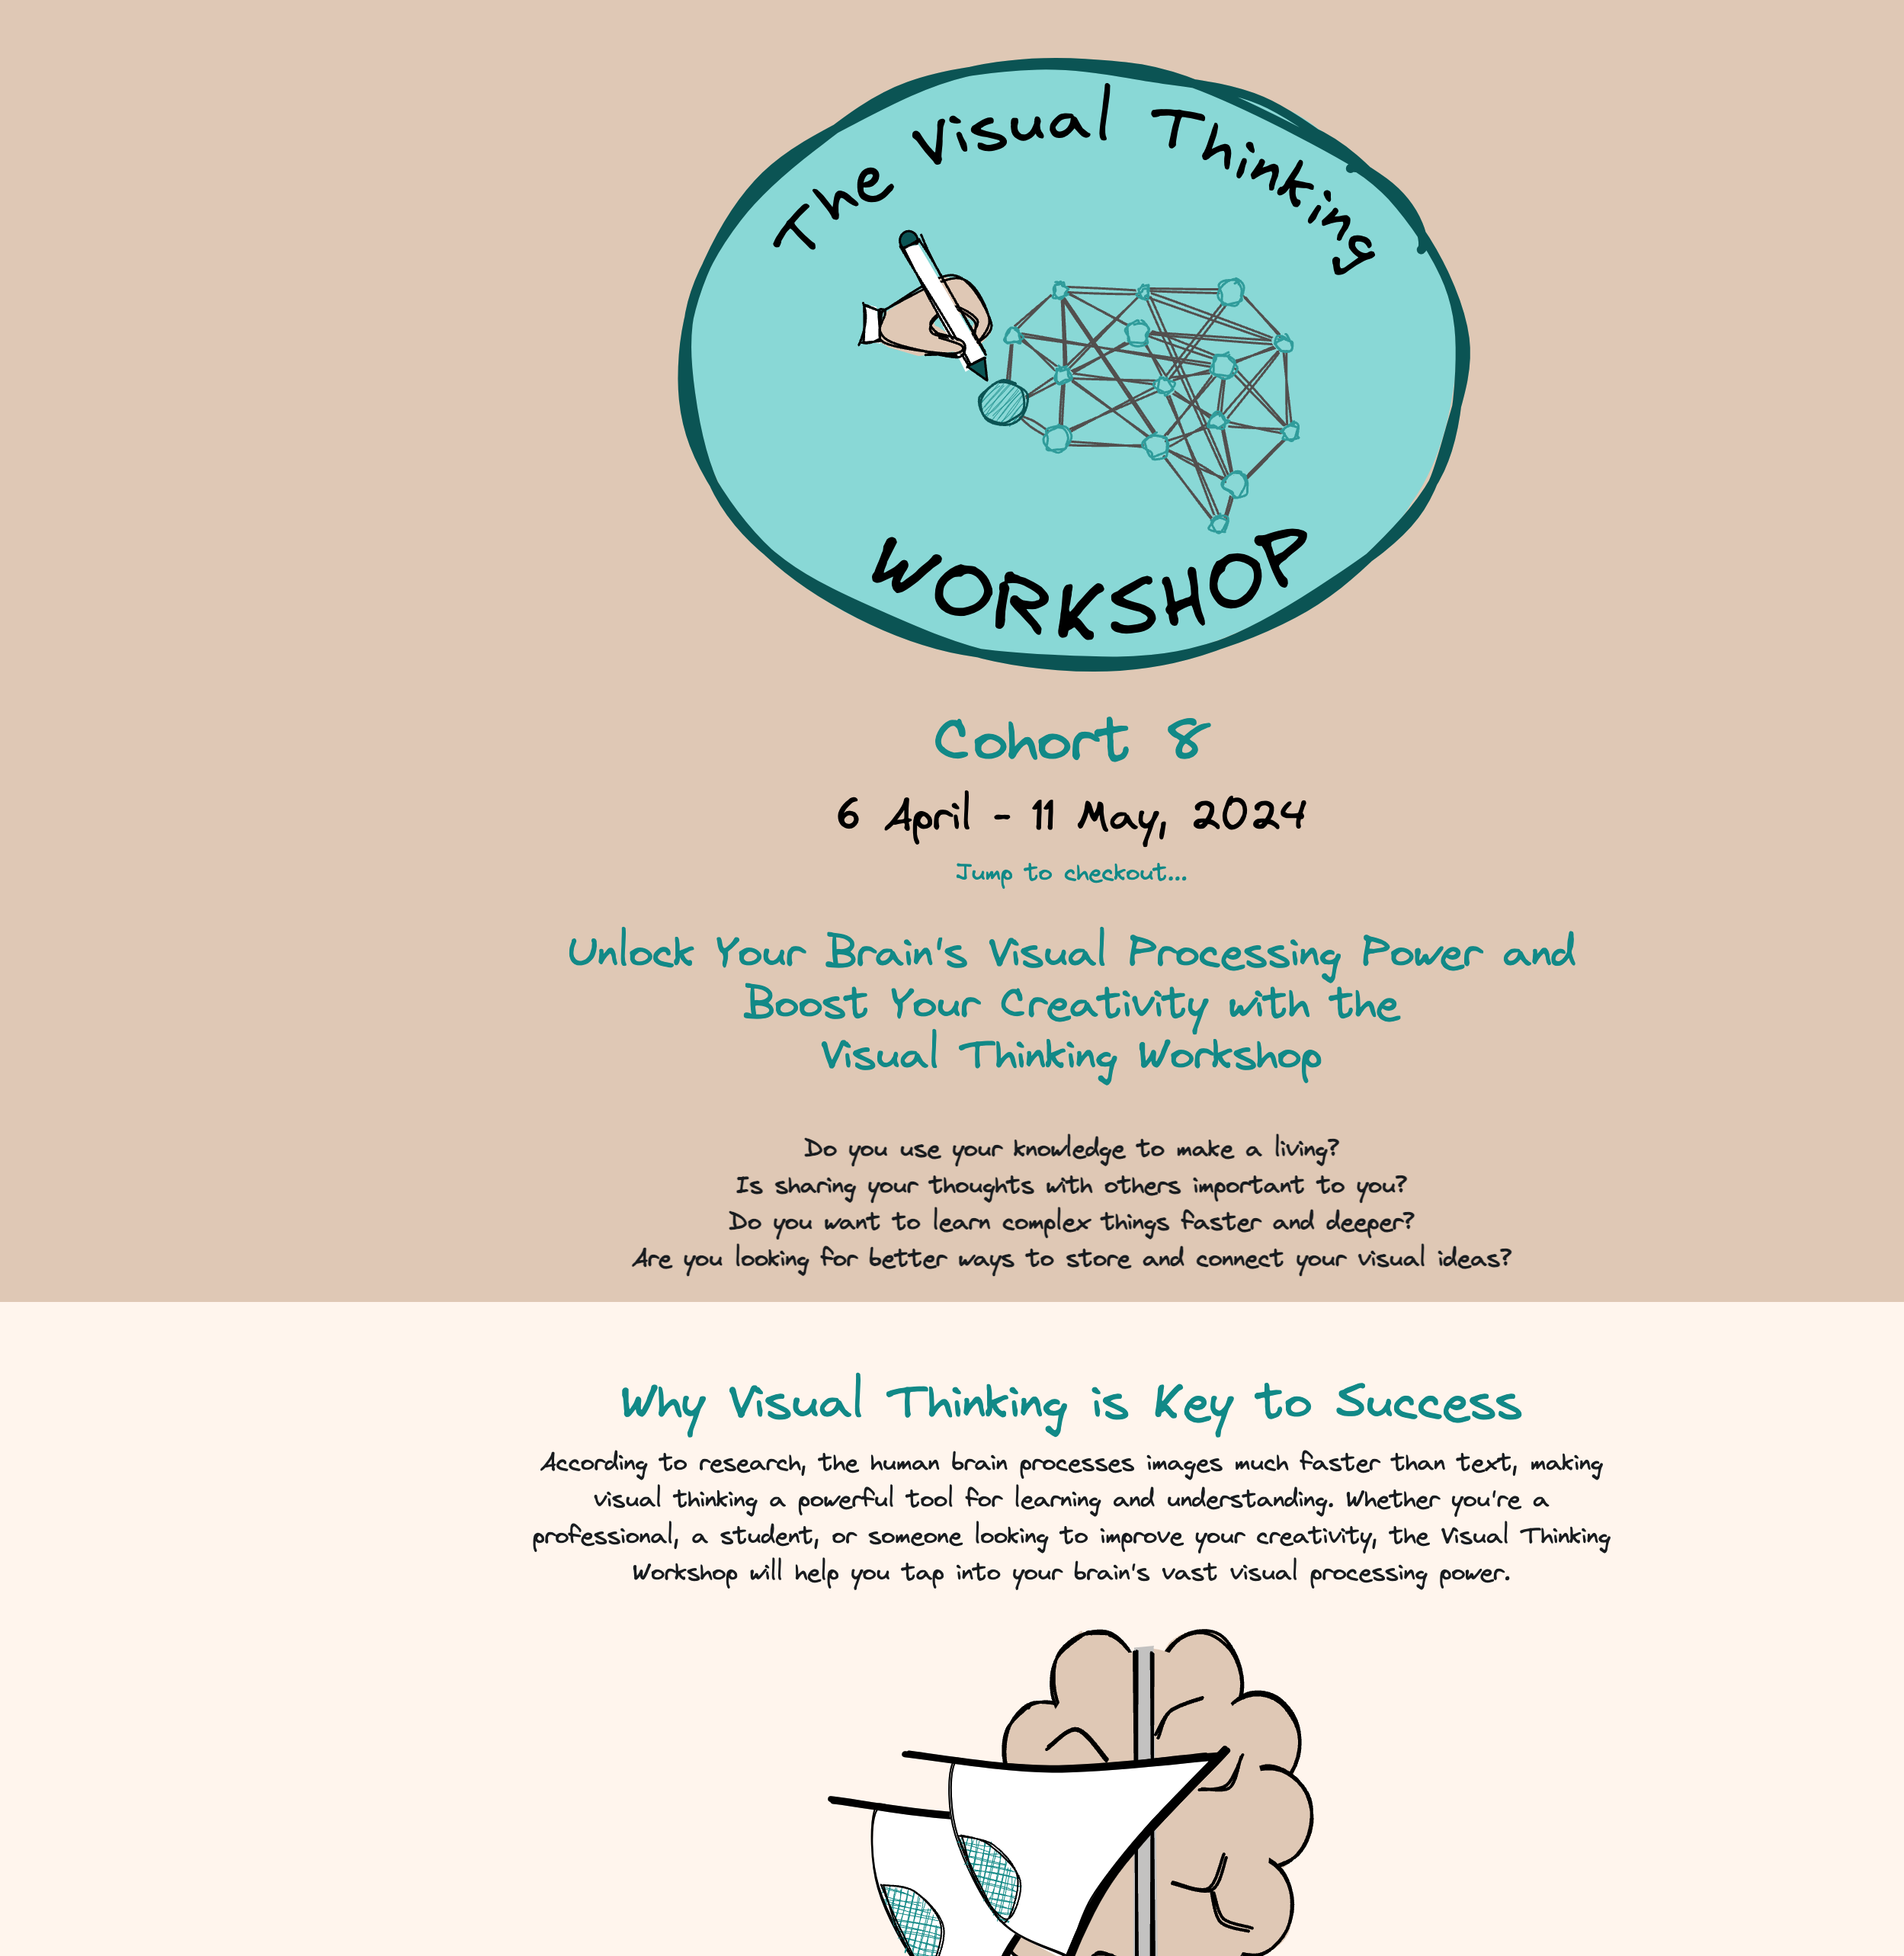 The Visual Thinking
WORKSHOP
Cohort 8
6 April - 11 May, 2024
Jump to checkout...
Unlock Your Brain's Visual Processing Power and
Boost Your Creativity with the
Visual Thinking Workshop
Do you use your knowledge to make a living?
Is sharing your thoughts with others important to you?
Do you want to learn complex things faster and deeper?
Are you looking for better ways to store and connect your visual ideas?
Why Visual Thinking is Key to Success
According to research, the human brain processes images much faster than text, making
visual thinking a powerful tool for learning and understanding. Whether you're a
professional, a student, or someone looking to improve your creativity, the Visual Thinking
Workshop will help you tap into your brain's vast visual processing power.